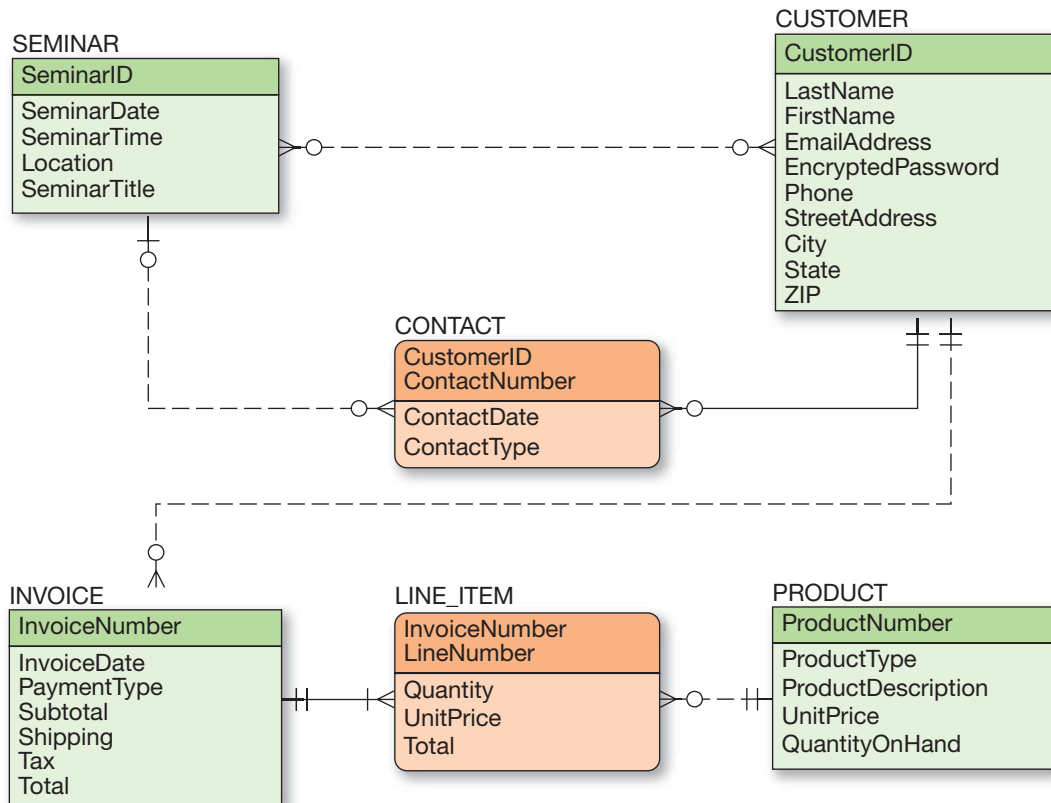 SEMINAR
SeminarID
SeminarDate
SeminarTime
Location
SeminarTitle
CUSTOMER
CustomerID
LastName
FirstName
EmailAddress
EncryptedPassword
Phone
StreetAddress
City
State
ZIP
CONTACT
CustomerID
ContactNumber
ContactDate
ContactType
INVOICE
InvoiceNumber
InvoiceDate
PaymentType
Subtotal
Shipping
Tax
Total
LINE_ITEM
InvoiceNumber
LineNumber
Quantity
UnitPrice
Total
PRODUCT
ProductNumber
ProductType
ProductDescription
UnitPrice
QuantityOnHand